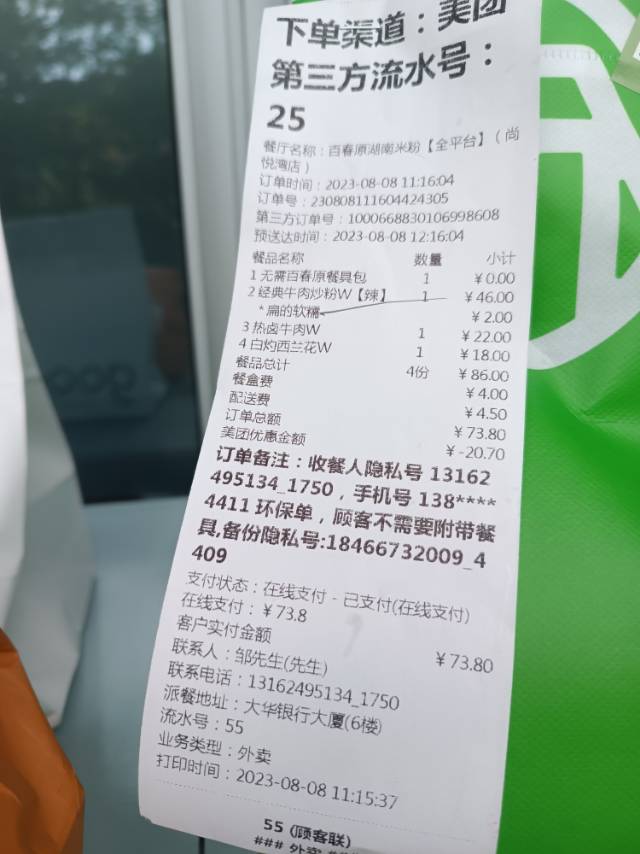 下单渠道：美团
第三方流水号：
25
餐厅名称：百春原湖南米粉【全平台】（尚
悦湾店）
订单时间：2023-08-08 11:16:04
订单号：230808111604424305
第三方订单号：1000668830106998608
预送达时间：2023-08-08 12:16:04
餐品名称 数量 小计
1 无需百春原餐具包 1 ￥0.00
2 经典牛肉炒粉W【辣】 1 ￥46.00
*扁的软糯 ￥2.00
3 热卤牛肉W 1 ￥22.00
4 白灼西兰花W 1 ￥18.00
餐品总计 4份 ￥86.00
餐盒费 ￥4.00
配送费 ￥4.50
订单总额 ￥73.80
美团优惠金额 ￥-20.70
订单备注：收餐人隐私号 13162
495134_1750，手机号 138****
4411 环保单，顾客不需要附带餐
具,备份隐私号:18466732009_4
409
支付状态：在线支付 - 已支付(在线支付)
在线支付：￥73.8
客户实付金额 ￥73.80
联系人：邹先生(先生)
联系电话：13162495134_1750
派餐地址：大华银行大厦(6楼)
流水号：55
业务类型：外卖
打印时间：2023-08-08 11:15:37
55 (顾客联)
### 外卖